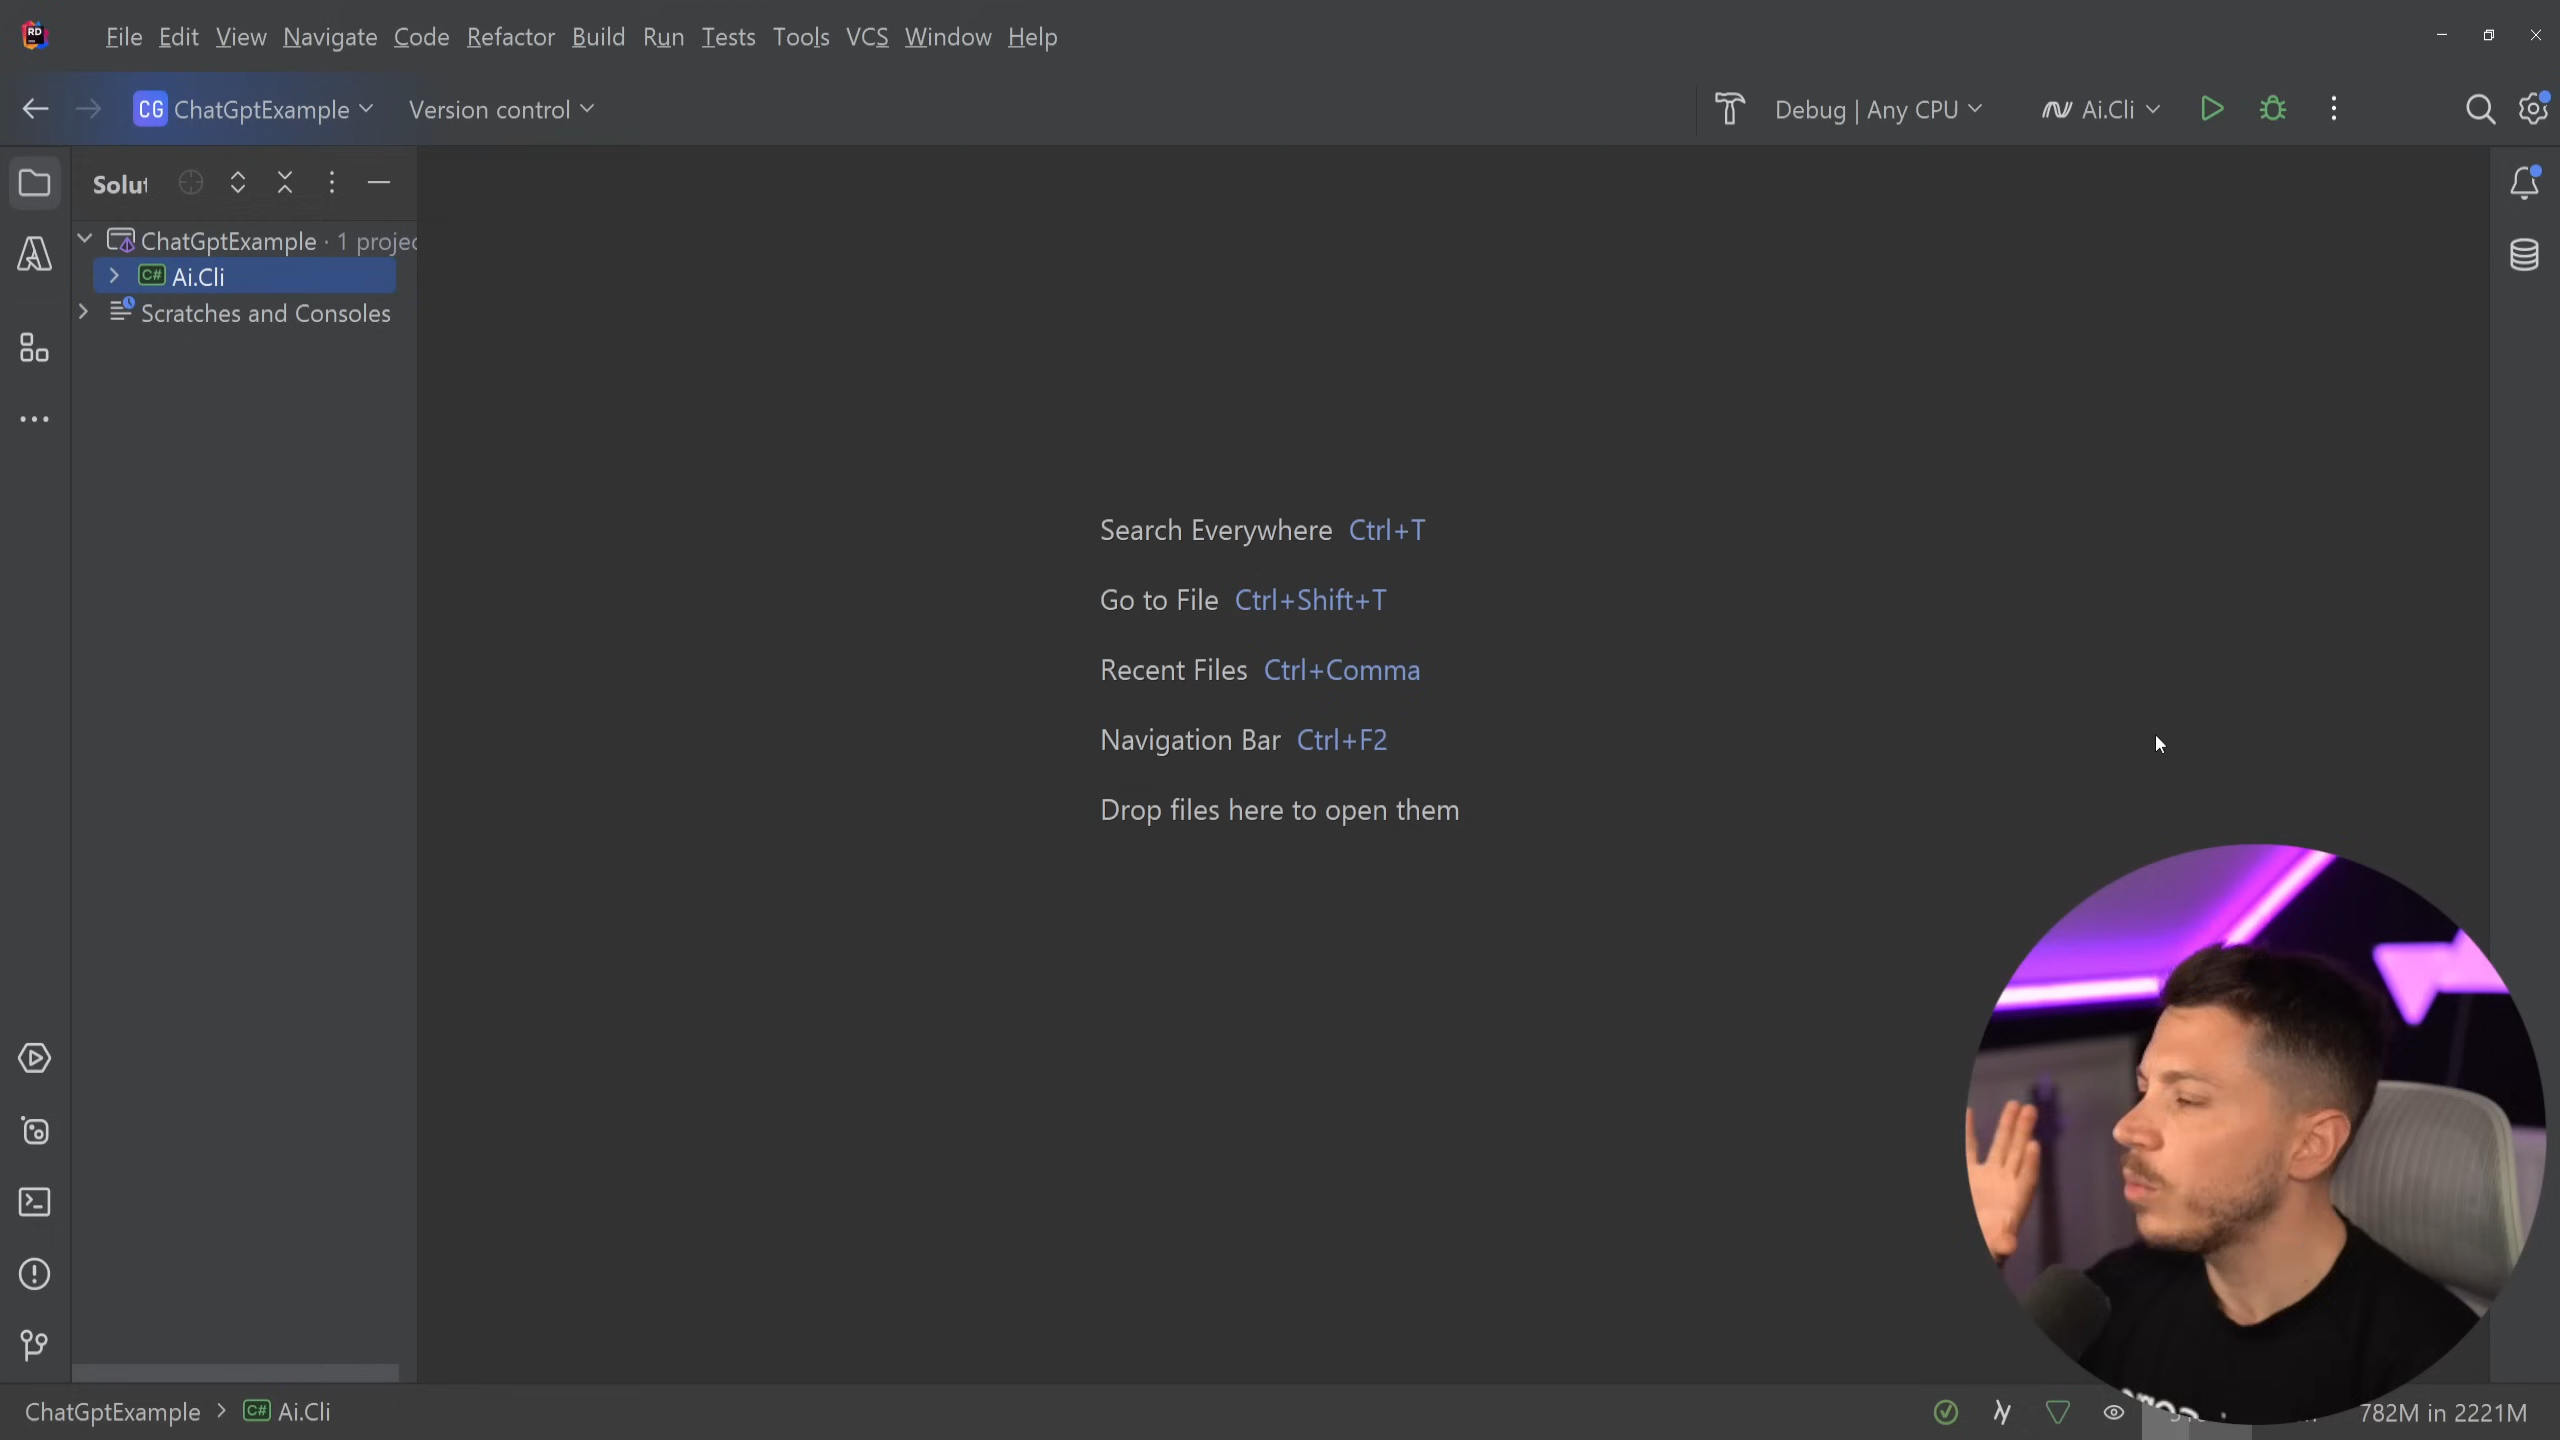 RD File Edit View Navigate Code Refactor Build Run Tests Tools VCS Window Help
CG ChatGptExample Version control Debug | Any CPU Ai.Cli
Solut
ChatGptExample · 1 projec
C# Ai.Cli
Scratches and Consoles
Search Everywhere Ctrl+T
Go to File Ctrl+Shift+T
Recent Files Ctrl+Comma
Navigation Bar Ctrl+F2
Drop files here to open them
ChatGptExample > C# Ai.Cli 782M in 2221M